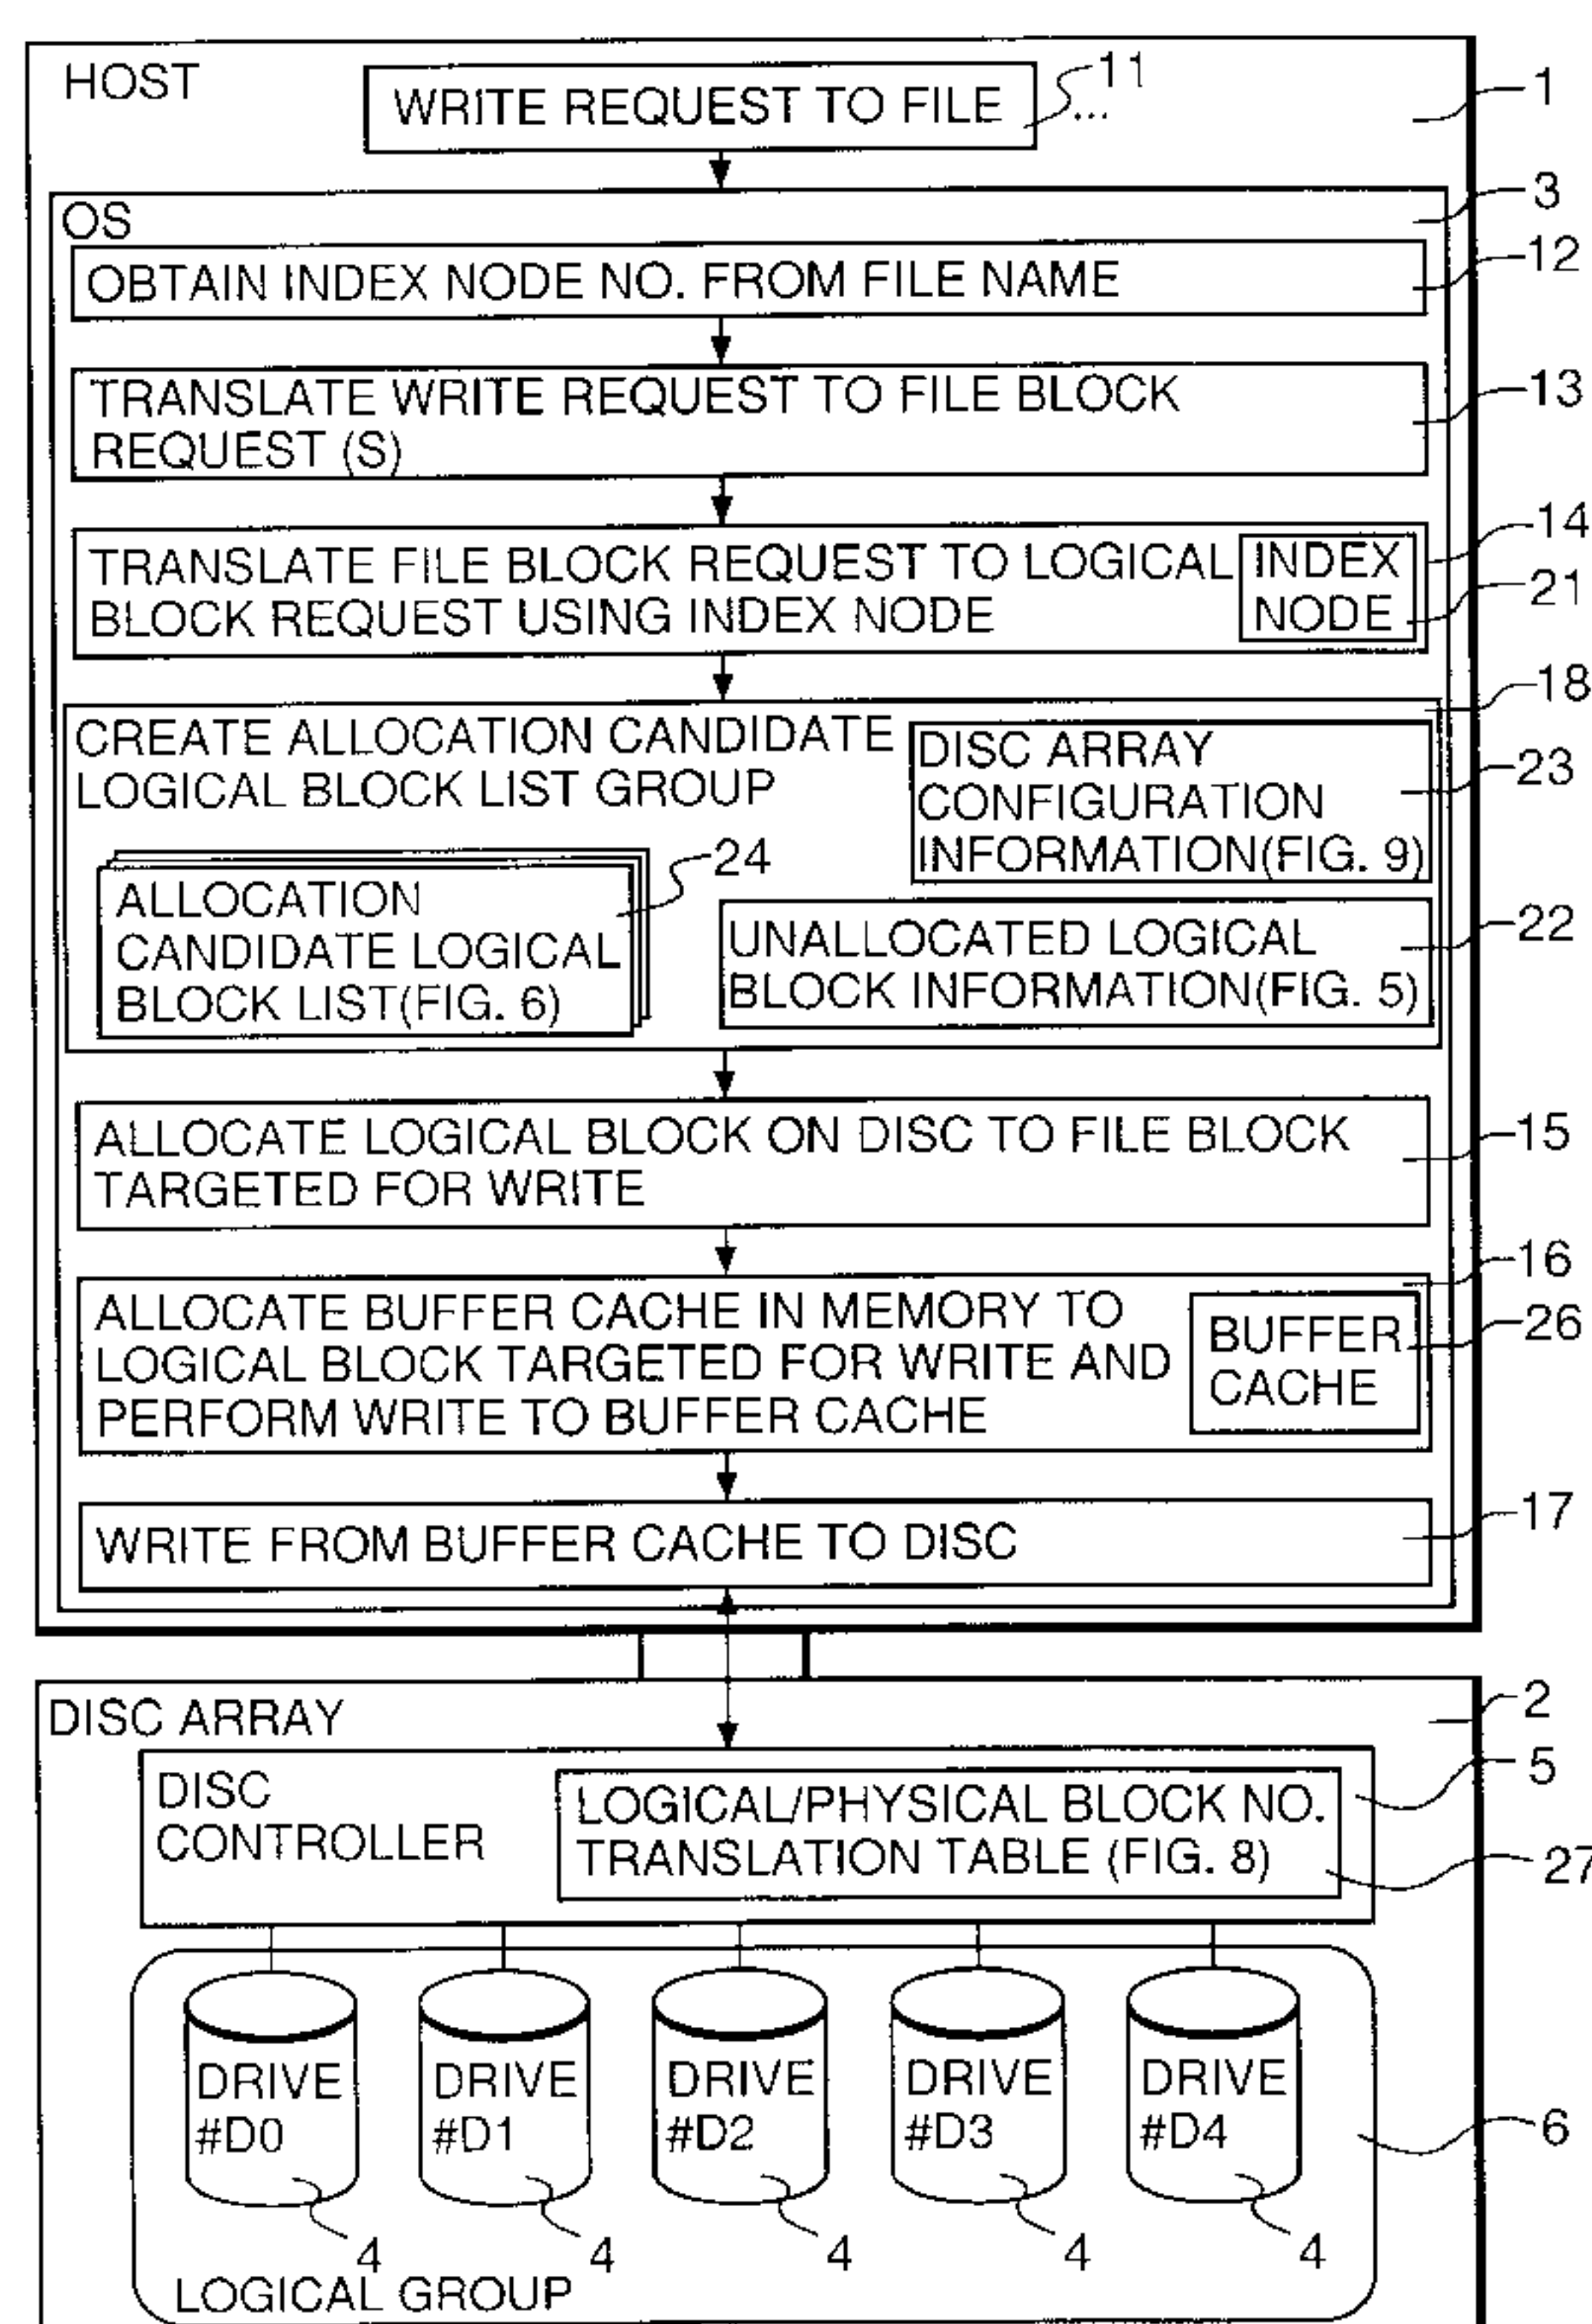 HOST
WRITE REQUEST TO FILE
11
...
1
OS
3
OBTAIN INDEX NODE NO. FROM FILE NAME
12
TRANSLATE WRITE REQUEST TO FILE BLOCK
REQUEST (S)
13
TRANSLATE FILE BLOCK REQUEST TO LOGICAL
BLOCK REQUEST USING INDEX NODE
INDEX
NODE
14
21
CREATE ALLOCATION CANDIDATE
LOGICAL BLOCK LIST GROUP
18
DISC ARRAY
CONFIGURATION
INFORMATION(FIG. 9)
23
ALLOCATION
CANDIDATE LOGICAL
BLOCK LIST(FIG. 6)
24
UNALLOCATED LOGICAL
BLOCK INFORMATION(FIG. 5)
22
ALLOCATE LOGICAL BLOCK ON DISC TO FILE BLOCK
TARGETED FOR WRITE
15
ALLOCATE BUFFER CACHE IN MEMORY TO
LOGICAL BLOCK TARGETED FOR WRITE AND
PERFORM WRITE TO BUFFER CACHE
BUFFER
CACHE
16
26
WRITE FROM BUFFER CACHE TO DISC
17
DISC ARRAY
2
DISC
CONTROLLER
LOGICAL/PHYSICAL BLOCK NO.
TRANSLATION TABLE (FIG. 8)
5
27
DRIVE
#D0
DRIVE
#D1
DRIVE
#D2
DRIVE
#D3
DRIVE
#D4
6
4
4
4
4
4
LOGICAL GROUP